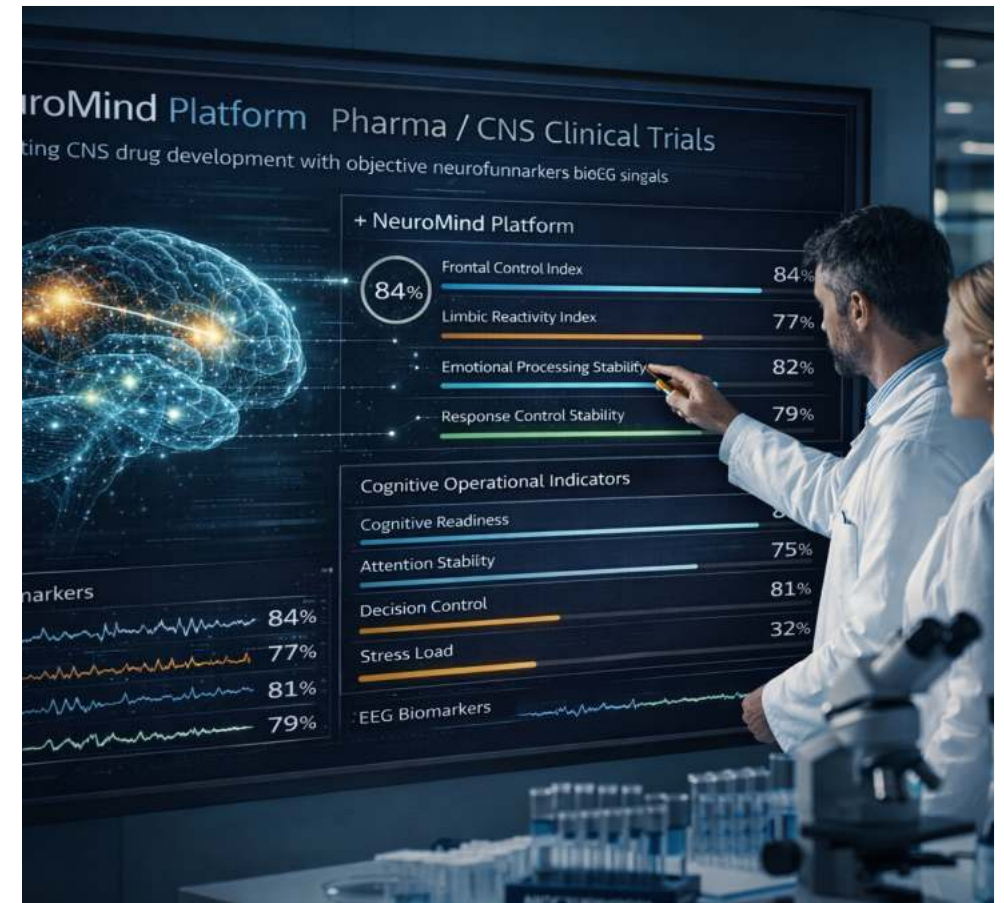 roMind Platform Pharma / CNS Clinical Trials
ting CNS drug development with objective neurofunnarkers bioEG singals
+ NeuroMind Platform
84%
Frontal Control Index 84%
Limbic Reactivity Index 77%
Emotional Processing Stability 82%
Response Control Stability 79%
Cognitive Operational Indicators
Cognitive Readiness
Attention Stability 75%
Decision Control 81%
Stress Load 32%
EEG Biomarkers
narkers
84%
77%
81%
79%